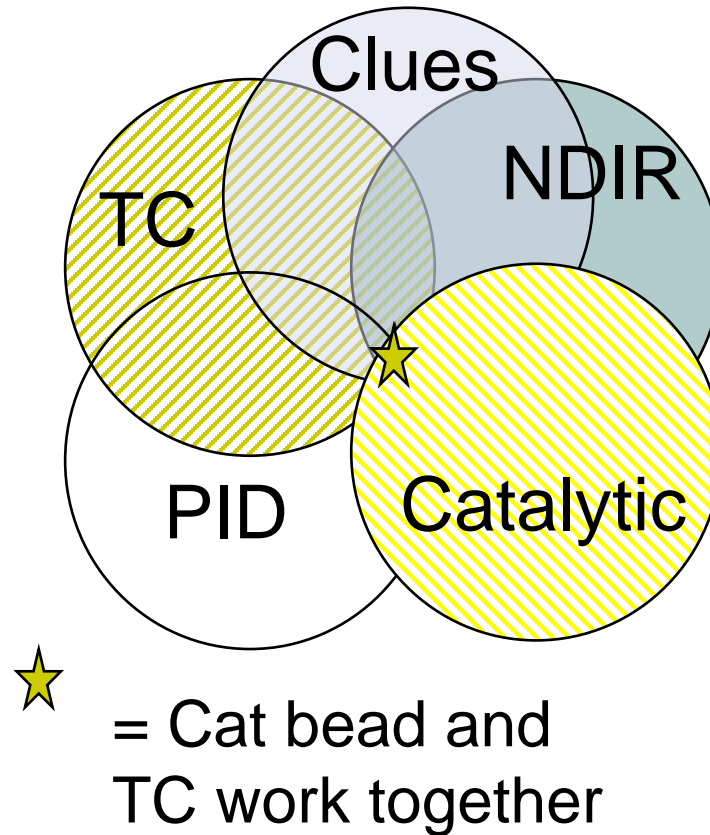 Clues
NDIR
TC
PID
Catalytic
= Cat bead and
TC work together